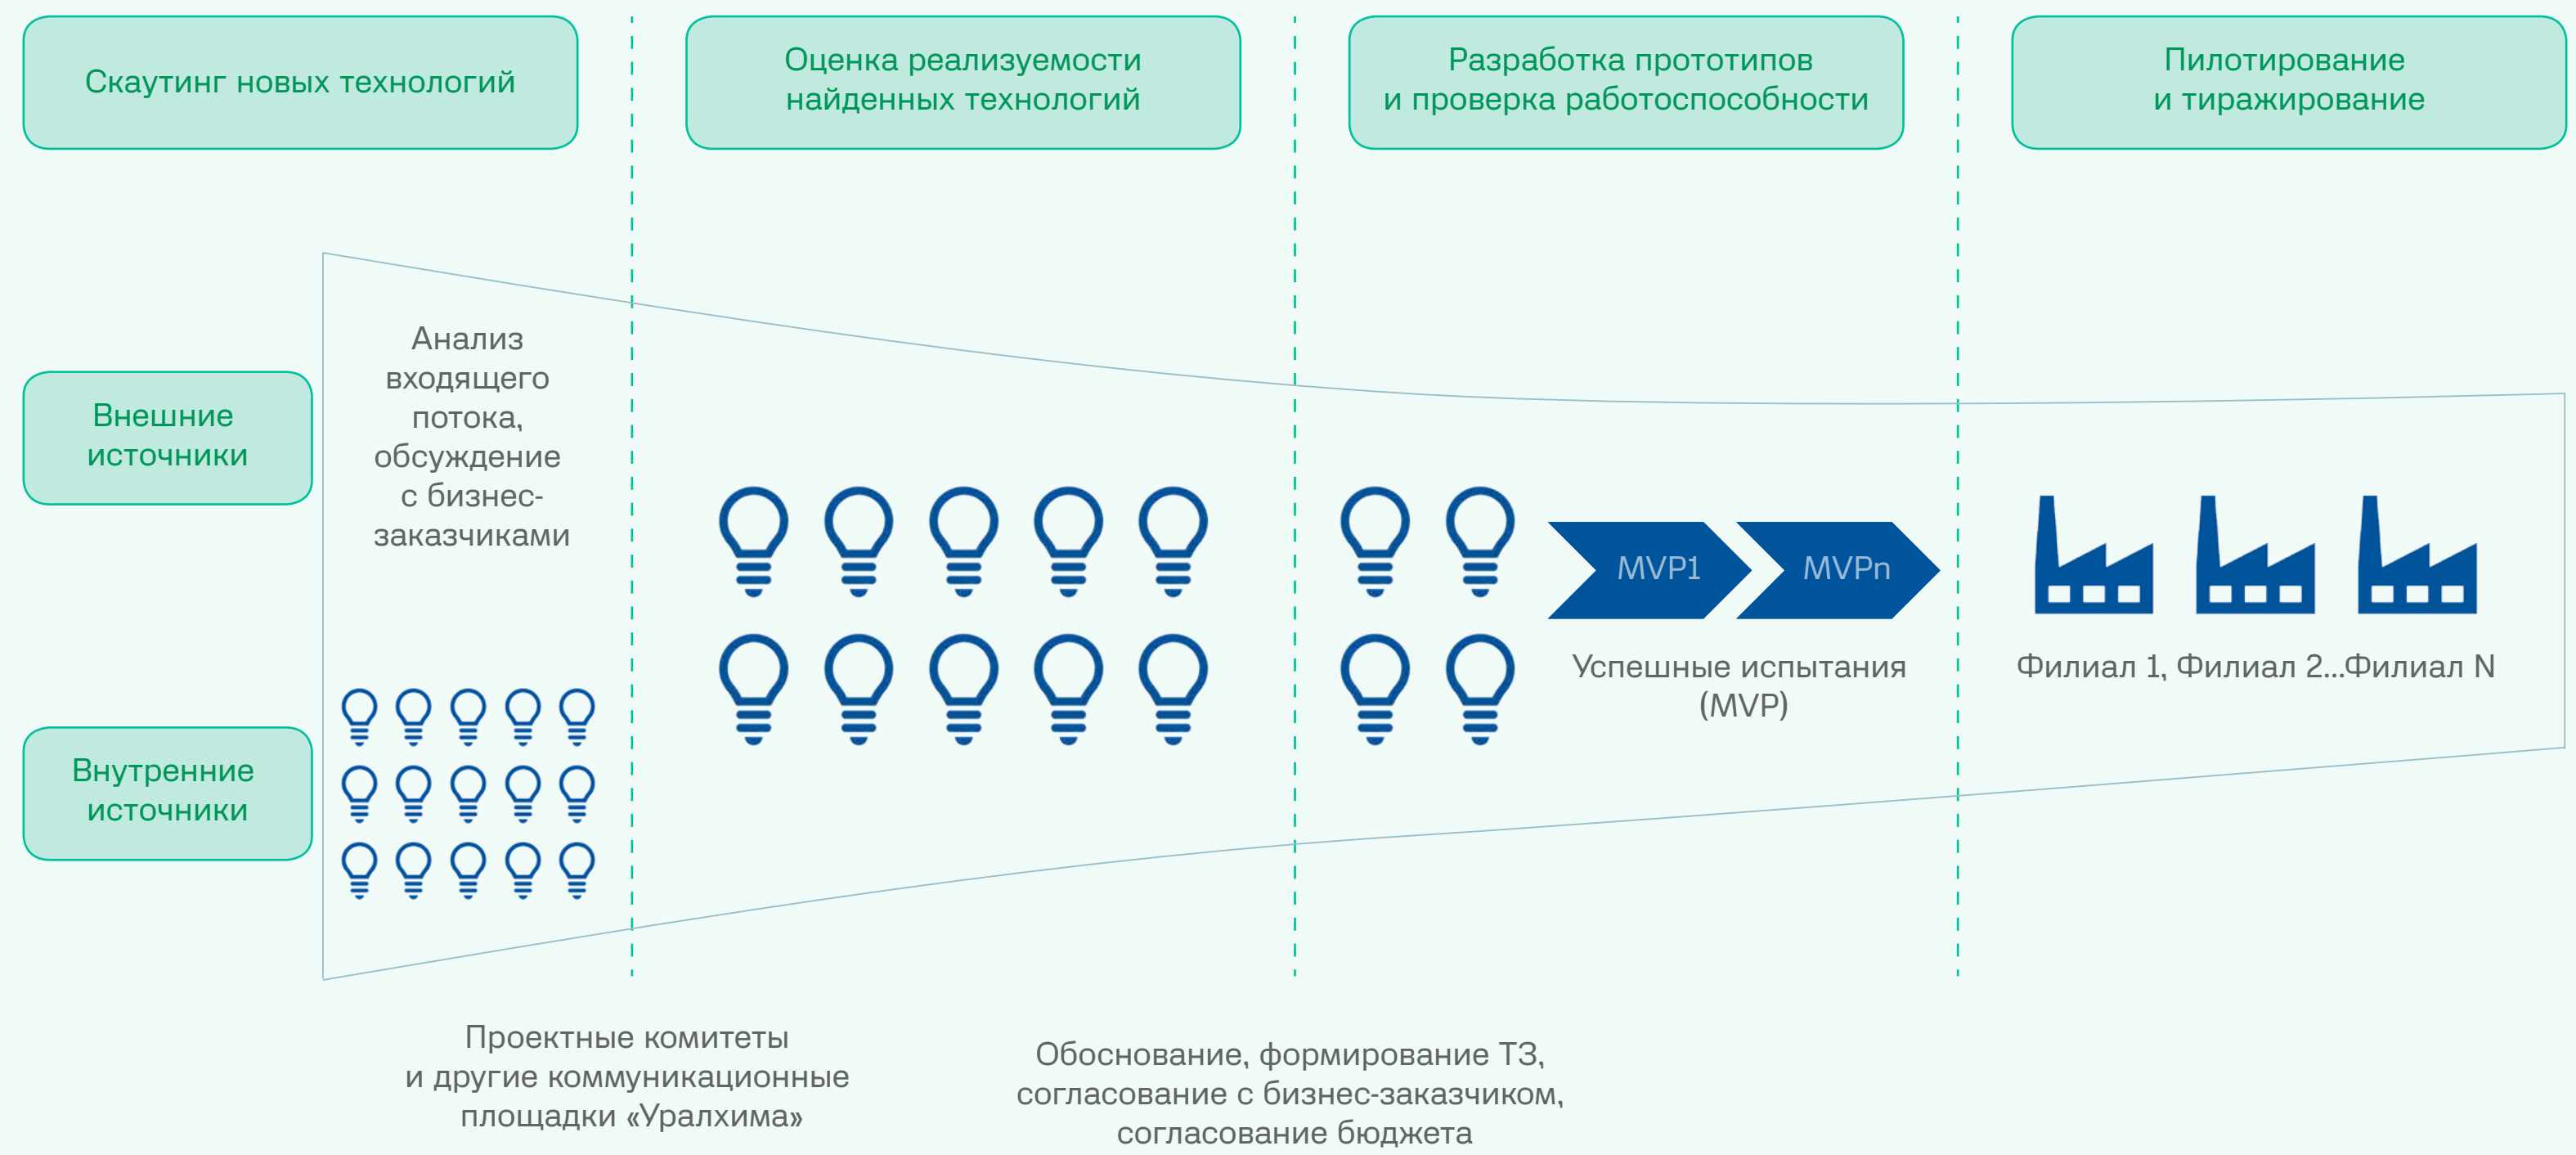 Скаутинг новых технологий
Оценка реализуемости
найденных технологий
Разработка прототипов
и проверка работоспособности
Пилотирование
и тиражирование
Внешние
источники
Внутренние
источники
Анализ
входящего
потока,
обсуждение
с бизнес-
заказчиками
MVP1
MVPn
Успешные испытания
(MVP)
Филиал 1, Филиал 2...Филиал N
Проектные комитеты
и другие коммуникационные
площадки «Уралхима»
Обоснование, формирование ТЗ,
согласование с бизнес-заказчиком,
согласование бюджета